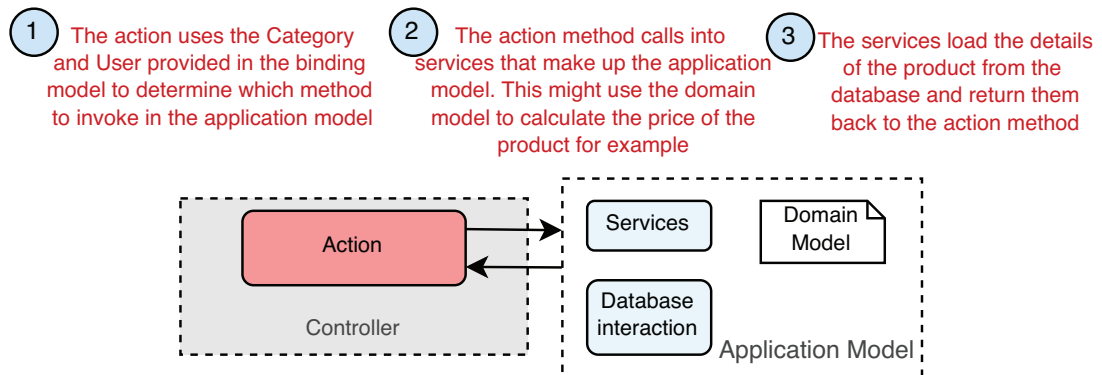 1
The action uses the Category
and User provided in the binding
model to determine which method
to invoke in the application model
2
The action method calls into
services that make up the application
model. This might use the domain
model to calculate the price of the
product for example
3
The services load the details
of the product from the
database and return them
back to the action method
Action
Controller
Services
Domain
Model
Database
interaction
Application Model